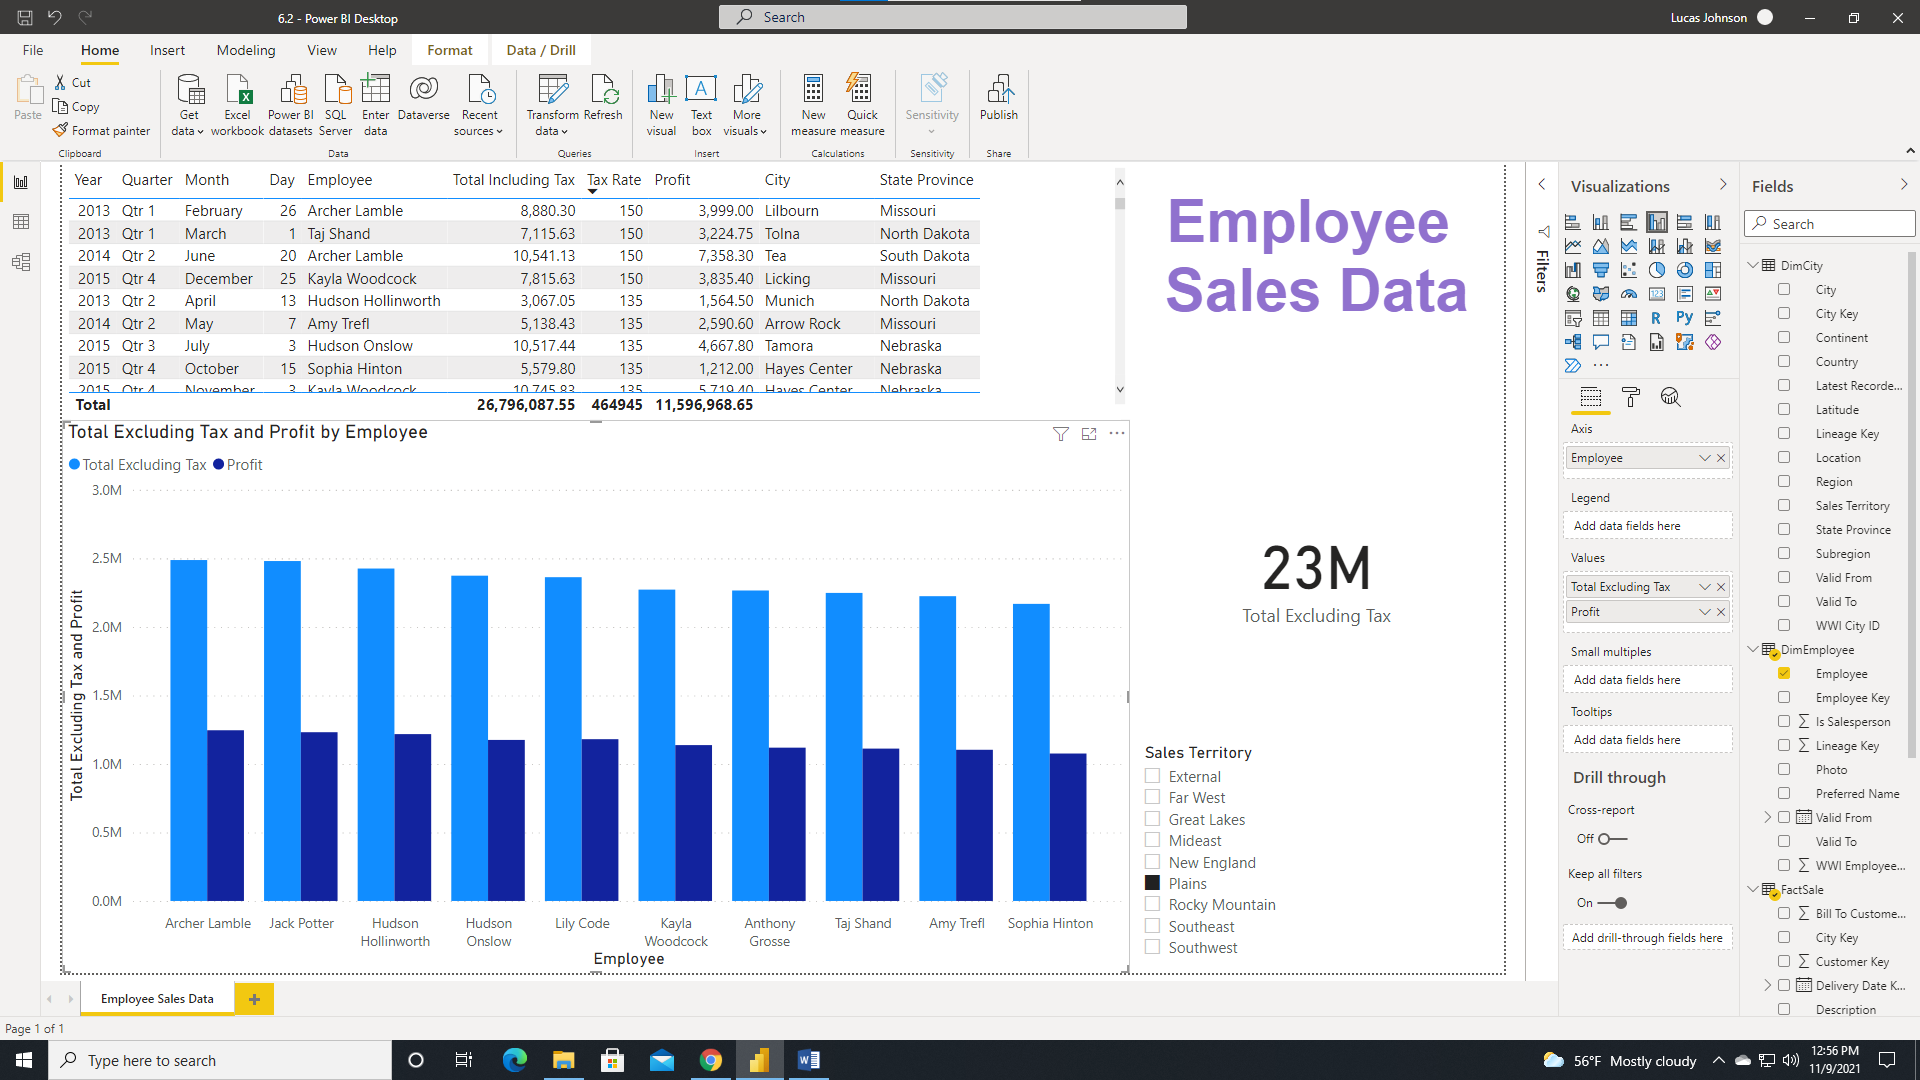 6.2 - Power BI Desktop
Search
Lucas Johnson
File Home Insert Modeling View Help Format Data / Drill
Paste
Cut
Copy
Format painter
Clipboard
Get data
Excel workbook
Power BI datasets
SQL Server
Enter data
Dataverse
Recent sources
Data
Transform data
Refresh
Queries
New visual
Text box
More visuals
Insert
New measure
Quick measure
Calculations
Sensitivity
Sensitivity
Publish
Share
Year Quarter Month Day Employee Total Including Tax Tax Rate Profit City State Province
2013 Qtr 1 February 26 Archer Lamble 8,880.30 150 3,999.00 Lilbourn Missouri
2013 Qtr 1 March 1 Taj Shand 7,115.63 150 3,224.75 Tolna North Dakota
2014 Qtr 2 June 20 Archer Lamble 10,541.13 150 7,358.30 Tea South Dakota
2015 Qtr 4 December 25 Kayla Woodcock 7,815.63 150 3,835.40 Licking Missouri
2013 Qtr 2 April 13 Hudson Hollinworth 3,067.05 135 1,564.50 Munich North Dakota
2014 Qtr 2 May 7 Amy Trefl 5,138.43 135 2,590.60 Arrow Rock Missouri
2015 Qtr 3 July 3 Hudson Onslow 10,517.44 135 4,667.80 Tamora Nebraska
2015 Qtr 4 October 15 Sophia Hinton 5,579.80 135 1,212.00 Hayes Center Nebraska
2015 Qtr 4 November 3 Kayla Woodcock 10,745.83 135 5,719.40 Hayes Center Nebraska
Total 26,796,087.55 464945 11,596,968.65
Employee
Sales Data
Total Excluding Tax and Profit by Employee
Total Excluding Tax Profit
3.0M
2.5M
2.0M
1.5M
1.0M
0.5M
0.0M
Total Excluding Tax and Profit
Archer Lamble
Jack Potter
Hudson Hollinworth
Hudson Onslow
Lily Code
Kayla Woodcock
Anthony Grosse
Taj Shand
Amy Trefl
Sophia Hinton
Employee
23M
Total Excluding Tax
Sales Territory
External
Far West
Great Lakes
Mideast
New England
Plains
Rocky Mountain
Southeast
Southwest
Filters
Visualizations
R
Py
123
...
Axis
Employee
Legend
Add data fields here
Values
Total Excluding Tax
Profit
Small multiples
Add data fields here
Tooltips
Add data fields here
Drill through
Cross-report
Off
Keep all filters
On
Add drill-through fields here
Fields
Search
DimCity
City
City Key
Continent
Country
Latest Recorde...
Latitude
Lineage Key
Location
Region
Sales Territory
State Province
Subregion
Valid From
Valid To
WWI City ID
DimEmployee
Employee
Employee Key
Is Salesperson
Lineage Key
Photo
Preferred Name
Valid From
Valid To
WWI Employee...
FactSale
Bill To Custome...
City Key
Customer Key
Delivery Date K...
Description
Employee Sales Data
Page 1 of 1
Type here to search
56°F Mostly cloudy
12:56 PM
11/9/2021